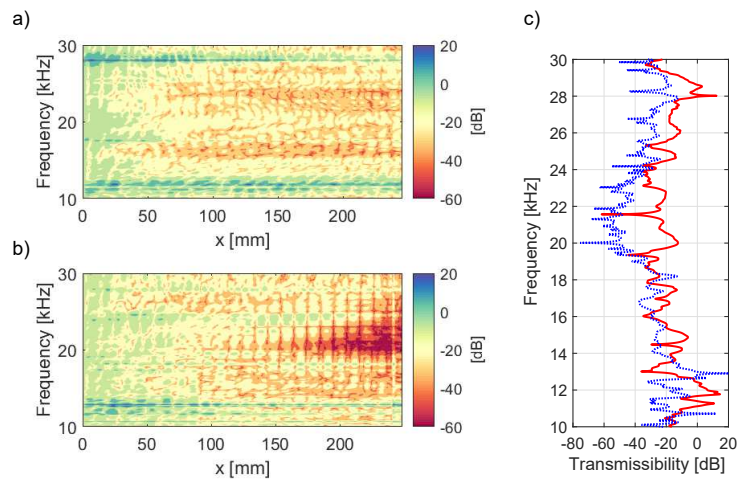 a)
30
20
10
Frequency [kHz]
0 50 100 150 200
x [mm]
20
0
-20
-40
-60
[dB]
b)
30
20
10
Frequency [kHz]
0 50 100 150 200
x [mm]
20
0
-20
-40
-60
[dB]
c)
30
28
26
24
22
20
18
16
14
12
10
Frequency [kHz]
-80 -60 -40 -20 0 20
Transmissibility [dB]